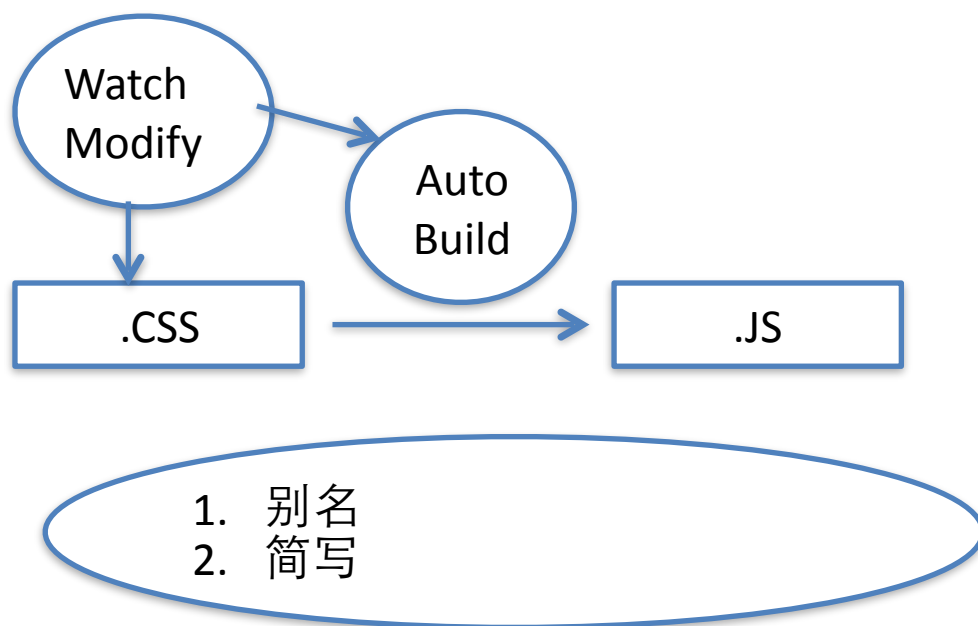 Watch
Modify
Auto
Build
.CSS
.JS
1. 别名
2. 简写